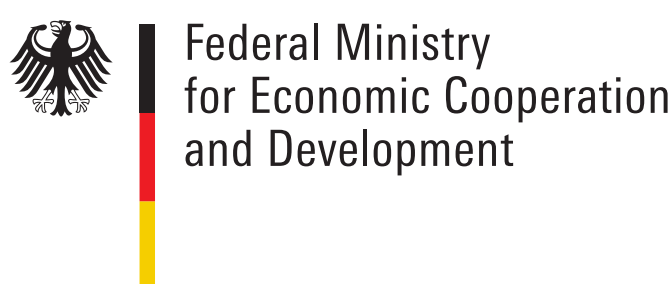 Federal Ministry
for Economic Cooperation
and Development